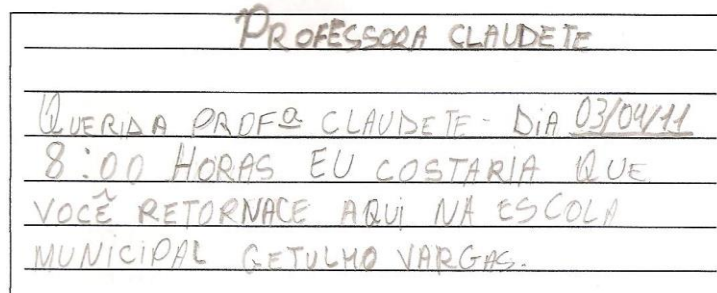 PROFESSORA CLAUDETE
QUERIDA PROFª CLAUDETE - DIA 03/04/11
8:00 HORAS EU COSTARIA QUE
VOCÊ RETORNACE AQUI NA ESCOLA
MUNICIPAL GETULHO VARGAS.